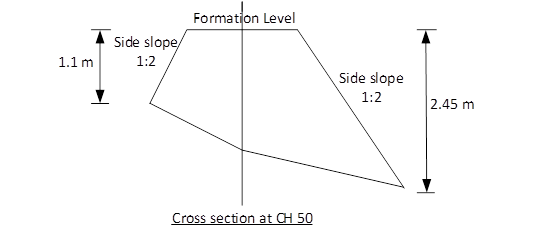 Formation Level
Side slope
1:2
1.1 m
Side slope
1:2
2.45 m
Cross section at CH 50